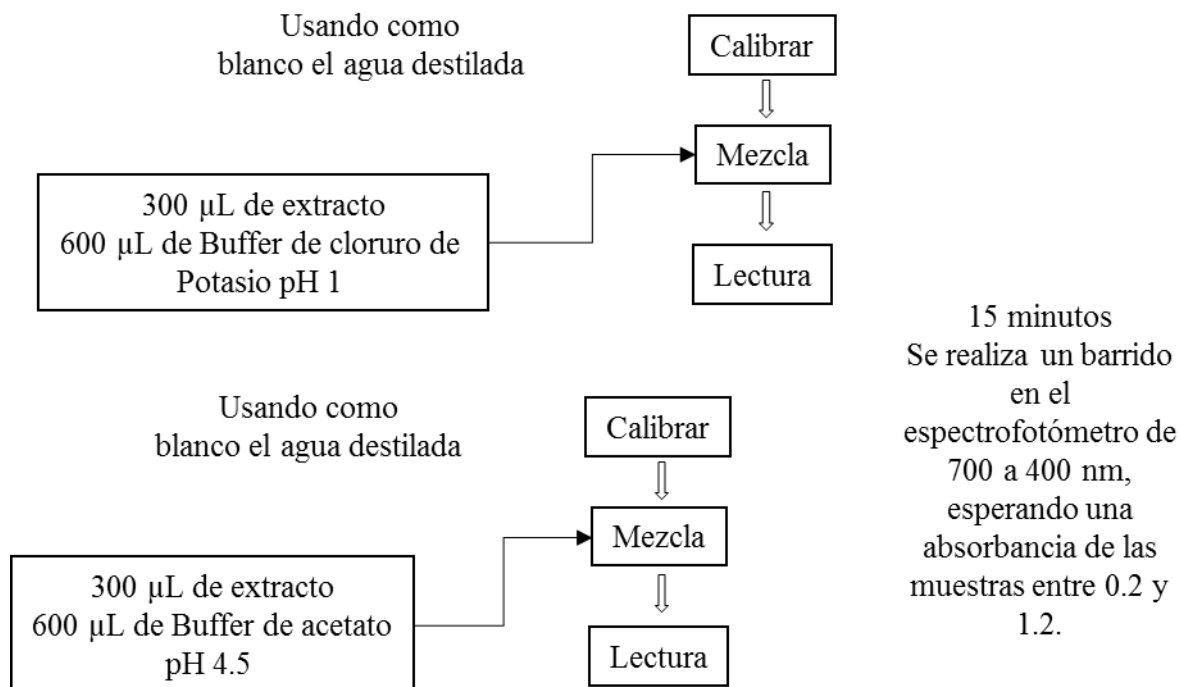 Usando como
blanco el agua destilada
Calibrar
Mezcla
300 µL de extracto
600 µL de Buffer de cloruro de
Potasio pH 1
Lectura
Usando como
blanco el agua destilada
Calibrar
Mezcla
300 µL de extracto
600 µL de Buffer de acetato
pH 4.5
Lectura
15 minutos
Se realiza un barrido
en el
espectrofotómetro de
700 a 400 nm,
esperando una
absorbancia de las
muestras entre 0.2 y
1.2.